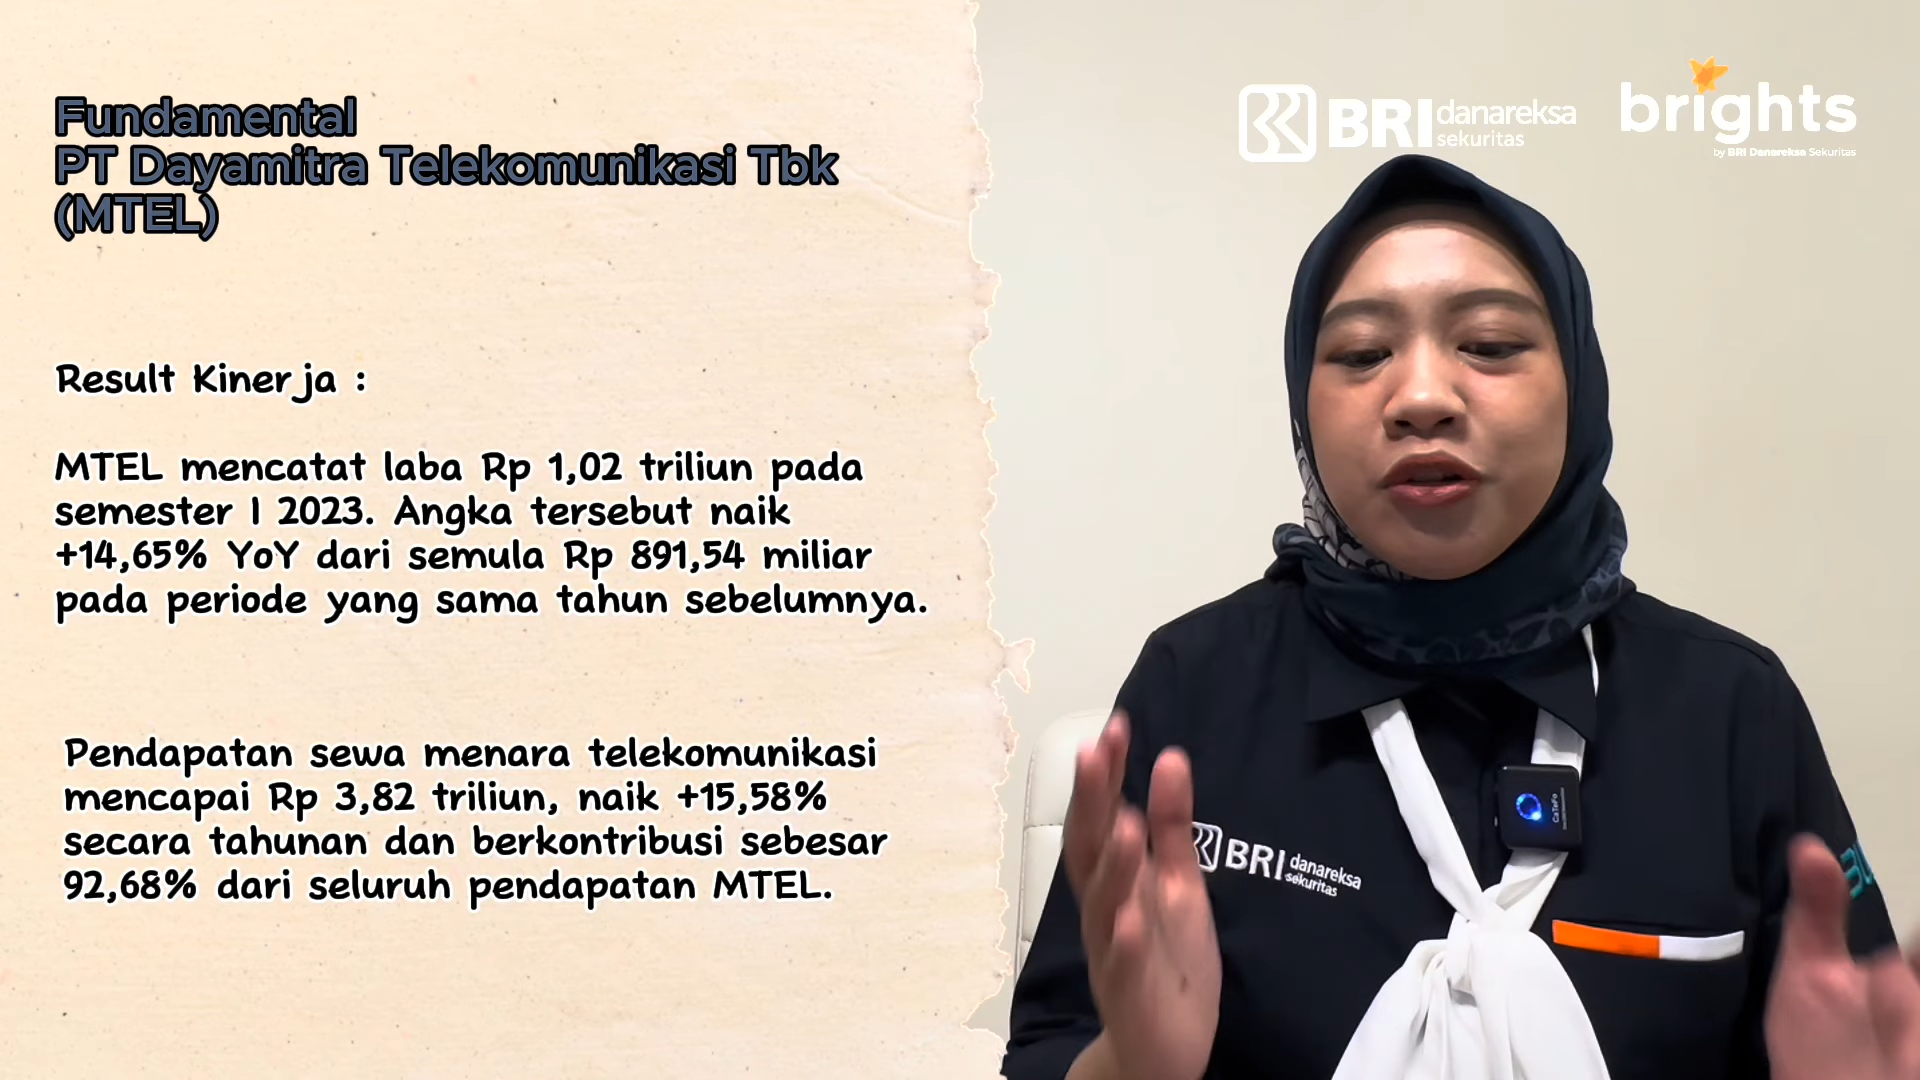 Fundamental
PT Dayamitra Telekomunikasi Tbk
(MTEL)
Result Kinerja :
MTEL mencatat laba Rp 1,02 triliun pada
semester I 2023. Angka tersebut naik
+14,65% YoY dari semula Rp 891,54 miliar
pada periode yang sama tahun sebelumnya.
Pendapatan sewa menara telekomunikasi
mencapai Rp 3,82 triliun, naik +15,58%
secara tahunan dan berkontribusi sebesar
92,68% dari seluruh pendapatan MTEL.
BRI danareksa
sekuritas
brights
by BRI Danareksa Sekuritas
CaTeFo
BRI danareksa
sekuritas